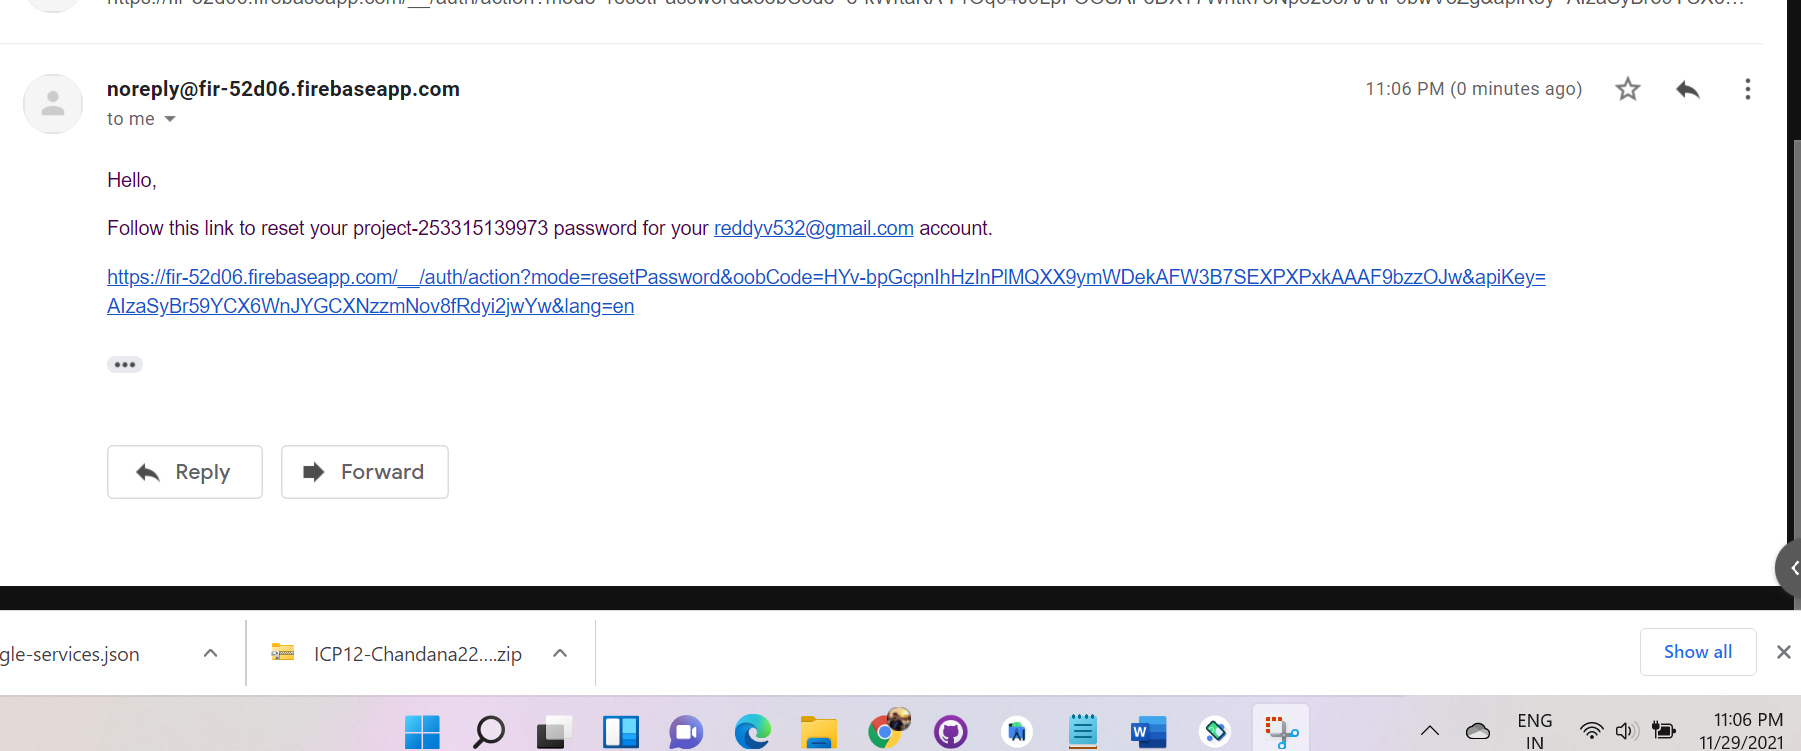 noreply@fir-52d06.firebaseapp.com
11:06 PM (0 minutes ago)
to me
Hello,
Follow this link to reset your project-253315139973 password for your reddyv532@gmail.com account.
https://fir-52d06.firebaseapp.com/__/auth/action?mode=resetPassword&oobCode=HYv-bpGcpnIhHzInPlMQXX9ymWDekAFW3B7SEXPXPxkAAAF9bzzOJw&apiKey=
AIzaSyBr59YCX6WnJYGCXNzzmNov8fRdyi2jwYw&lang=en
Reply
Forward
gle-services.json
ICP12-Chandana22....zip
Show all
ENG
IN
11:06 PM
11/29/2021